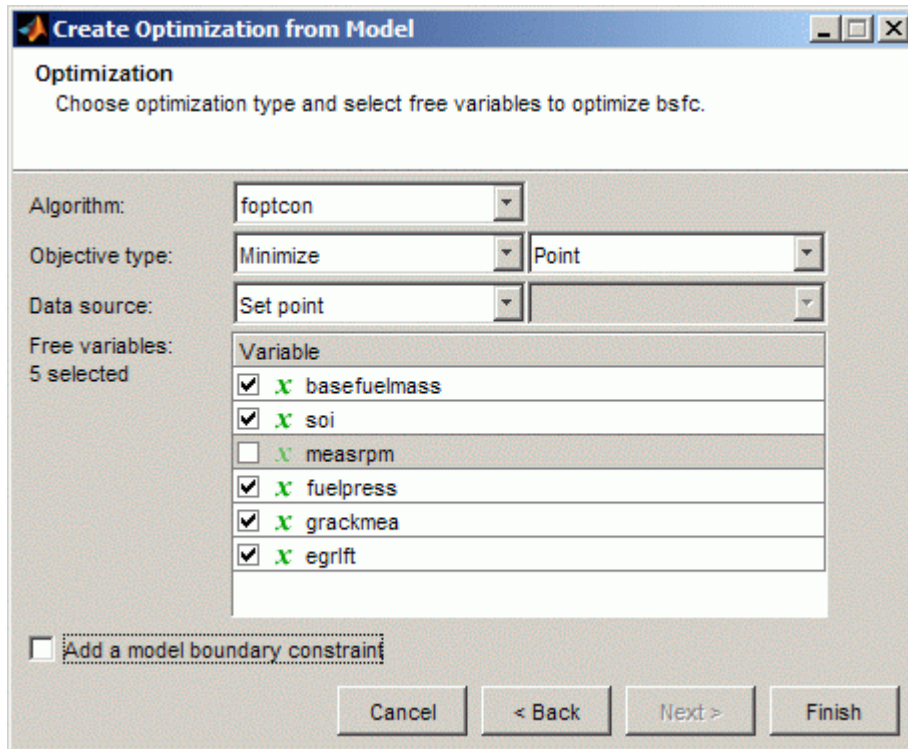 Create Optimization from Model
Optimization
Choose optimization type and select free variables to optimize bsfc.
Algorithm: foptcon
Objective type: Minimize Point
Data source: Set point
Free variables:
5 selected
Variable
x basefuelmass
x soi
x measrpm
x fuelpress
x grackmea
x egrlft
Add a model boundary constraint
Cancel < Back Next > Finish